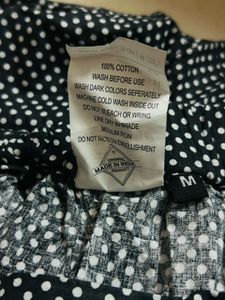 100% COTTON
WASH BEFORE USE
WASH DARK COLORS SEPERATELY
MACHINE COLD WASH INSIDE OUT
DO NOT BLEACH OR WRING
LINE DRY IN SHADE
MEDIUM IRON
DO NOT IRON ON EMBELLISHMENT
MADE IN INDIA
PRODUCT
M